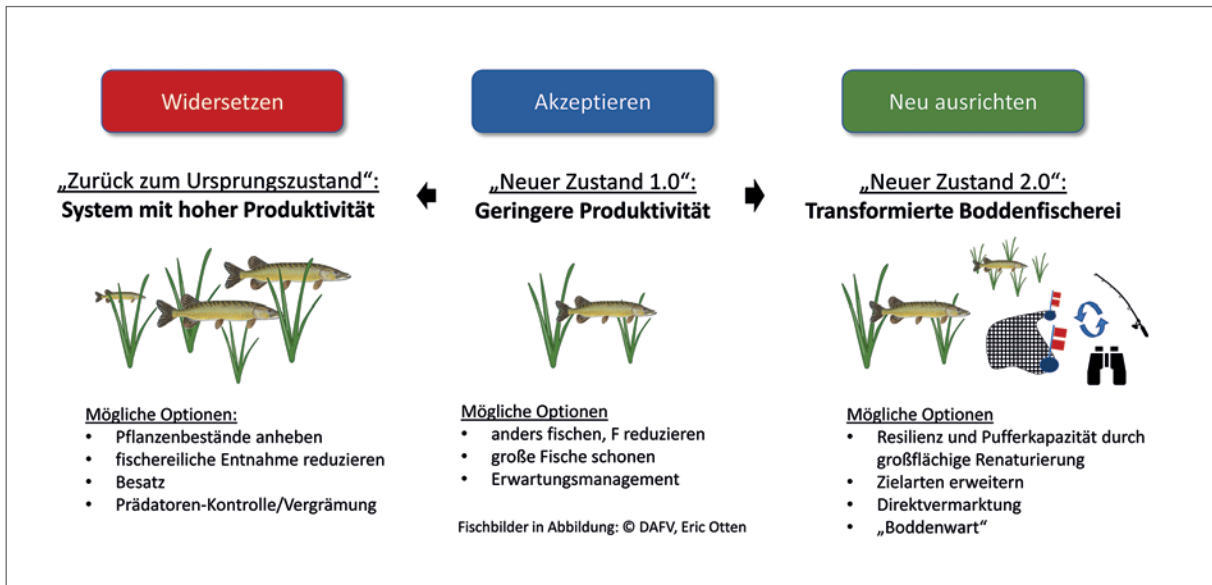 Widersetzen
Akzeptieren
Neu ausrichten
„Zurück zum Ursprungszustand“:
System mit hoher Produktivität
„Neuer Zustand 1.0“:
Geringere Produktivität
„Neuer Zustand 2.0“:
Transformierte Boddenfischerei
Mögliche Optionen:
• Pflanzenbestände anheben
• fischereiliche Entnahme reduzieren
• Besatz
• Prädatoren-Kontrolle/Vergrämung
Mögliche Optionen
• anders fischen, F reduzieren
• große Fische schonen
• Erwartungsmanagement
Fischbilder in Abbildung: © DAFV, Eric Otten
Mögliche Optionen
• Resilienz und Pufferkapazität durch
großflächige Renaturierung
• Zielarten erweitern
• Direktvermarktung
• „Boddenwart“